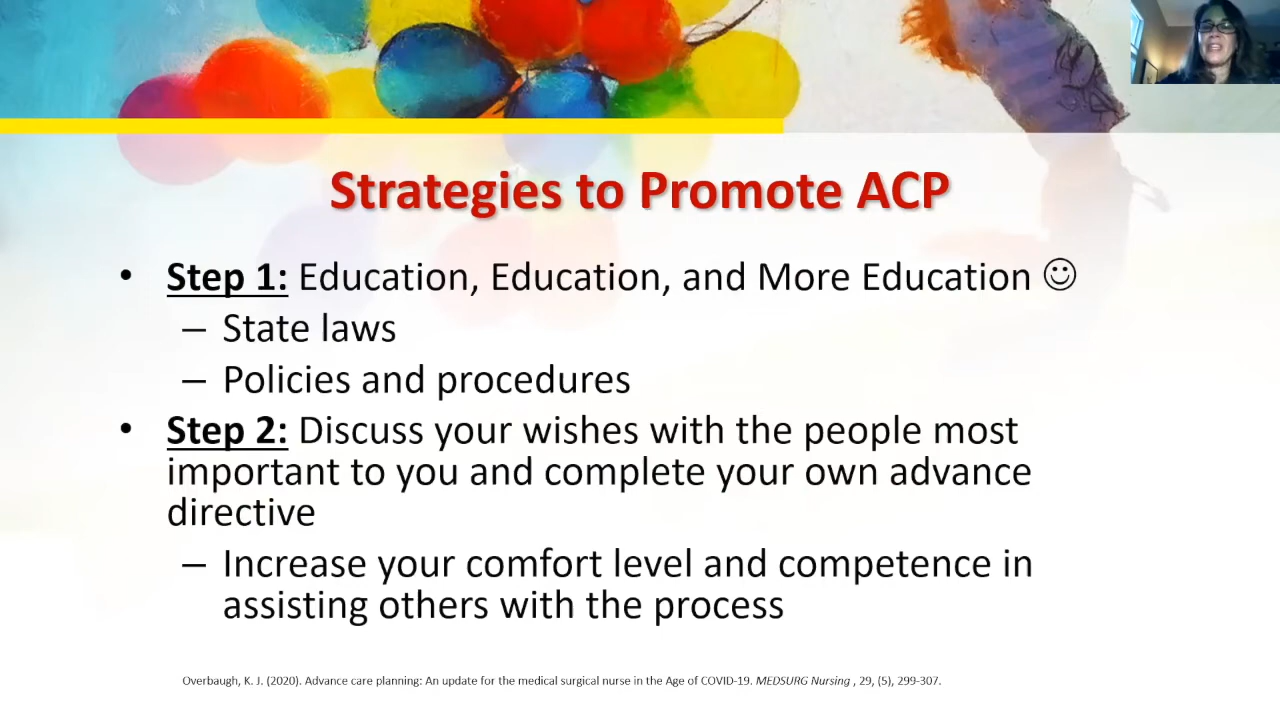 Strategies to Promote ACP
• Step 1: Education, Education, and More Education ☺
– State laws
– Policies and procedures
• Step 2: Discuss your wishes with the people most
important to you and complete your own advance
directive
– Increase your comfort level and competence in
assisting others with the process
Overbaugh, K. J. (2020). Advance care planning: An update for the medical surgical nurse in the Age of COVID-19. MEDSURG Nursing , 29, (5), 299-307.